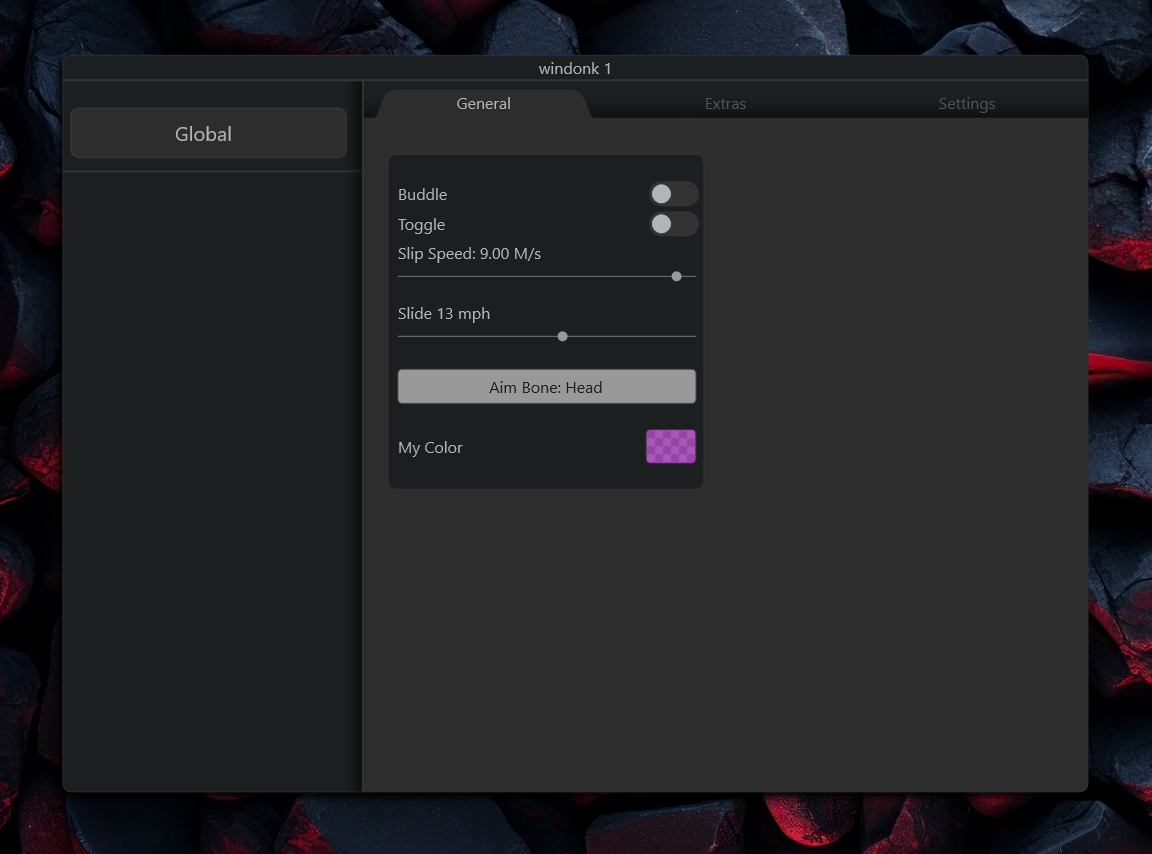 windonk 1
Global
General
Extras
Settings
Buddle
Toggle
Slip Speed: 9.00 M/s
Slide 13 mph
Aim Bone: Head
My Color